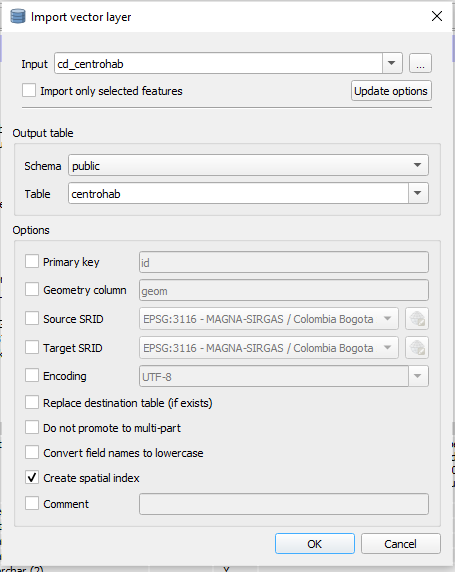 Import vector layer
Input cd_centrohab ...
Import only selected features Update options
Output table
Schema public
Table centrohab
Options
Primary key id
Geometry column geom
Source SRID EPSG:3116 - MAGNA-SIRGAS / Colombia Bogota
Target SRID EPSG:3116 - MAGNA-SIRGAS / Colombia Bogota
Encoding UTF-8
Replace destination table (if exists)
Do not promote to multi-part
Convert field names to lowercase
Create spatial index
Comment
OK Cancel